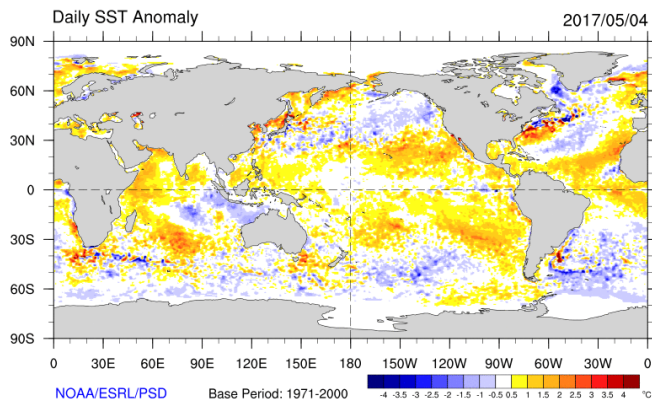 Daily SST Anomaly 2017/05/04
90N
60N
30N
0
30S
60S
90S
0 30E 60E 90E 120E 150E 180 150W 120W 90W 60W 30W 0
NOAA/ESRL/PSD Base Period: 1971-2000
-4 -3.5 -3 -2.5 -2 -1.5 -1 -0.5 0.5 1 1.5 2 2.5 3 3.5 4 °C